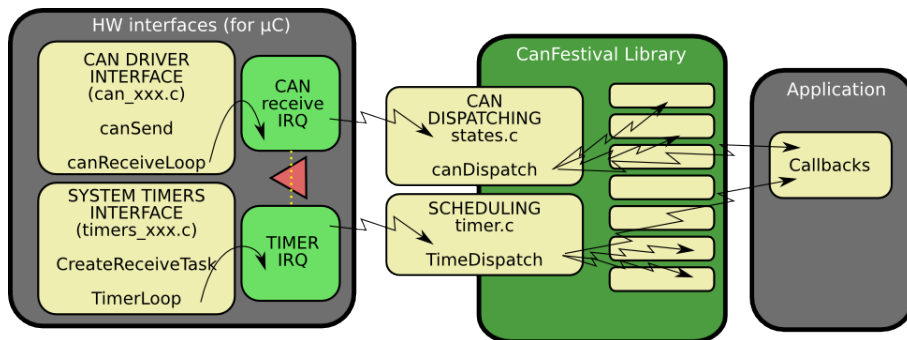 HW interfaces (for µC)
CAN DRIVER
INTERFACE
(can_xxx.c)
canSend
canReceiveLoop
CAN
receive
IRQ
SYSTEM TIMERS
INTERFACE
(timers_xxx.c)
CreateReceiveTask
TimerLoop
TIMER
IRQ
CanFestival Library
CAN
DISPATCHING
states.c
canDispatch
SCHEDULING
timer.c
TimeDispatch
Application
Callbacks